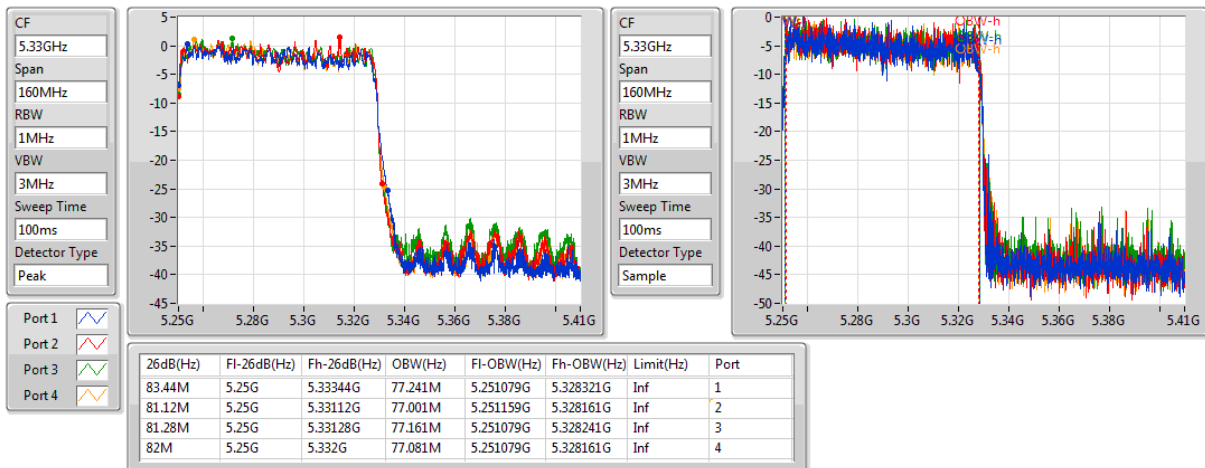 CF
5.33GHz
Span
160MHz
RBW
1MHz
VBW
3MHz
Sweep Time
100ms
Detector Type
Peak
5
0
-5
-10
-15
-20
-25
-30
-35
-40
-45
5.25G 5.28G 5.3G 5.32G 5.34G 5.36G 5.38G 5.41G
CF
5.33GHz
Span
160MHz
RBW
1MHz
VBW
3MHz
Sweep Time
100ms
Detector Type
Sample
OBW-h
OBW-h
OBW-h
0
-5
-10
-15
-20
-25
-30
-35
-40
-45
-50
5.25G 5.28G 5.3G 5.32G 5.34G 5.36G 5.38G 5.41G
Port 1
Port 2
Port 3
Port 4
26dB(Hz) Fl-26dB(Hz) Fh-26dB(Hz) OBW(Hz) Fl-OBW(Hz) Fh-OBW(Hz) Limit(Hz) Port
83.44M 5.25G 5.33344G 77.241M 5.251079G 5.328321G Inf 1
81.12M 5.25G 5.33112G 77.001M 5.251159G 5.328161G Inf 2
81.28M 5.25G 5.33128G 77.161M 5.251079G 5.328241G Inf 3
82M 5.25G 5.332G 77.081M 5.251079G 5.328161G Inf 4